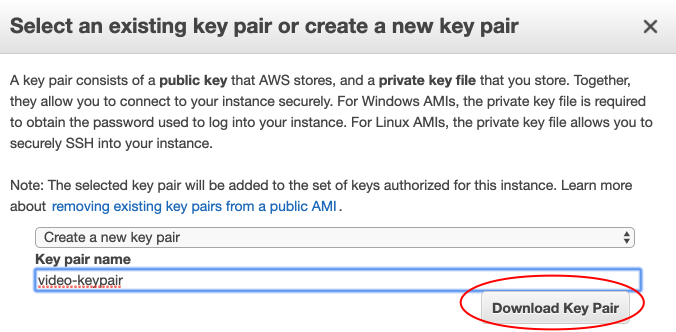 Select an existing key pair or create a new key pair
A key pair consists of a public key that AWS stores, and a private key file that you store. Together,
they allow you to connect to your instance securely. For Windows AMIs, the private key file is required
to obtain the password used to log into your instance. For Linux AMIs, the private key file allows you to
securely SSH into your instance.
Note: The selected key pair will be added to the set of keys authorized for this instance. Learn more
about removing existing key pairs from a public AMI.
Create a new key pair
Key pair name
video-keypair
Download Key Pair